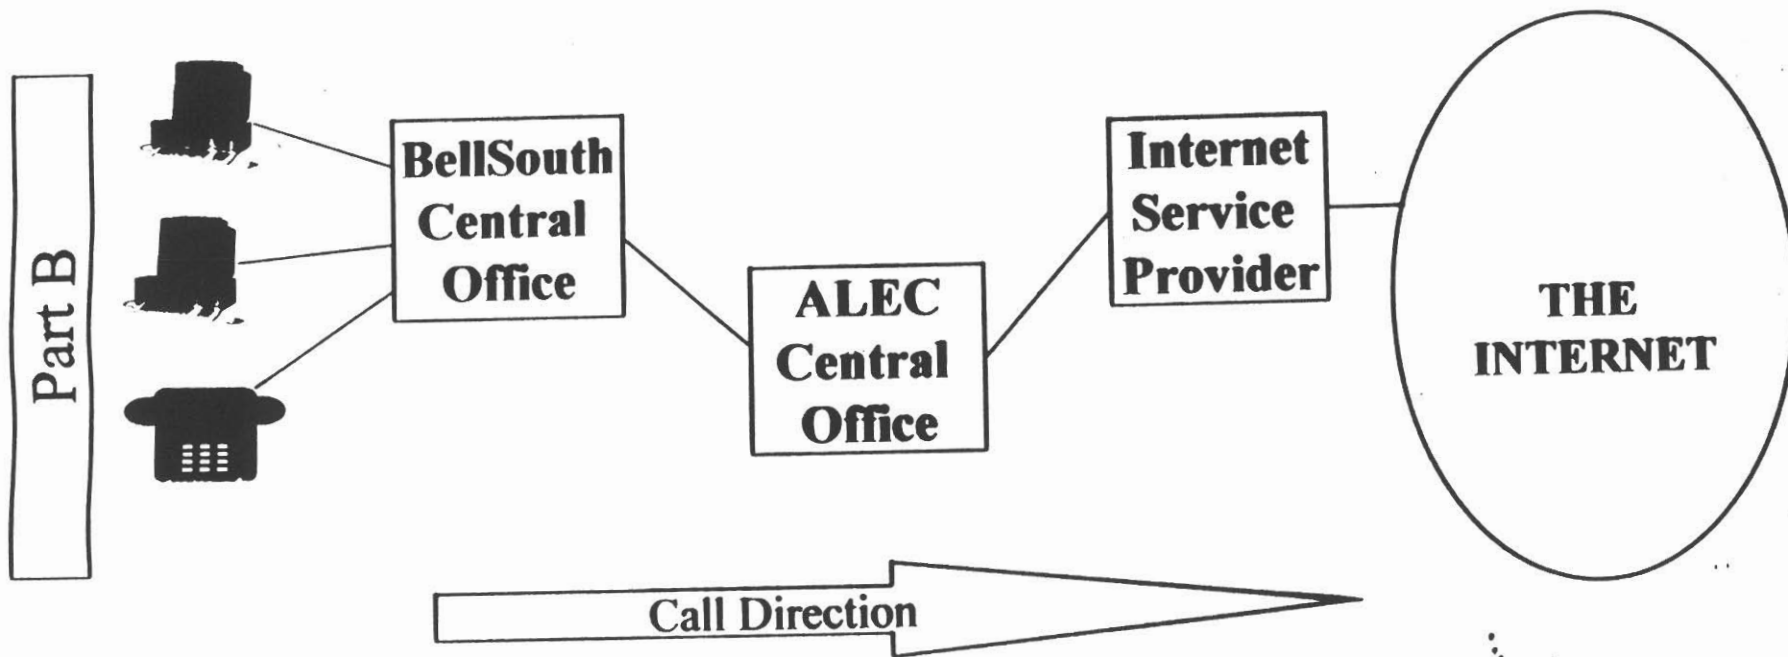 Part B
BellSouth
Central
Office
ALEC
Central
Office
Internet
Service
Provider
THE
INTERNET
Call Direction